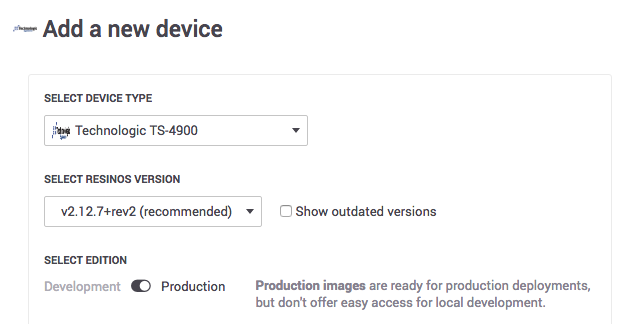 Add a new device
SELECT DEVICE TYPE
Technologic TS-4900
SELECT RESINOS VERSION
v2.12.7+rev2 (recommended)
Show outdated versions
SELECT EDITION
Development
Production
Production images are ready for production deployments,
but don't offer easy access for local development.